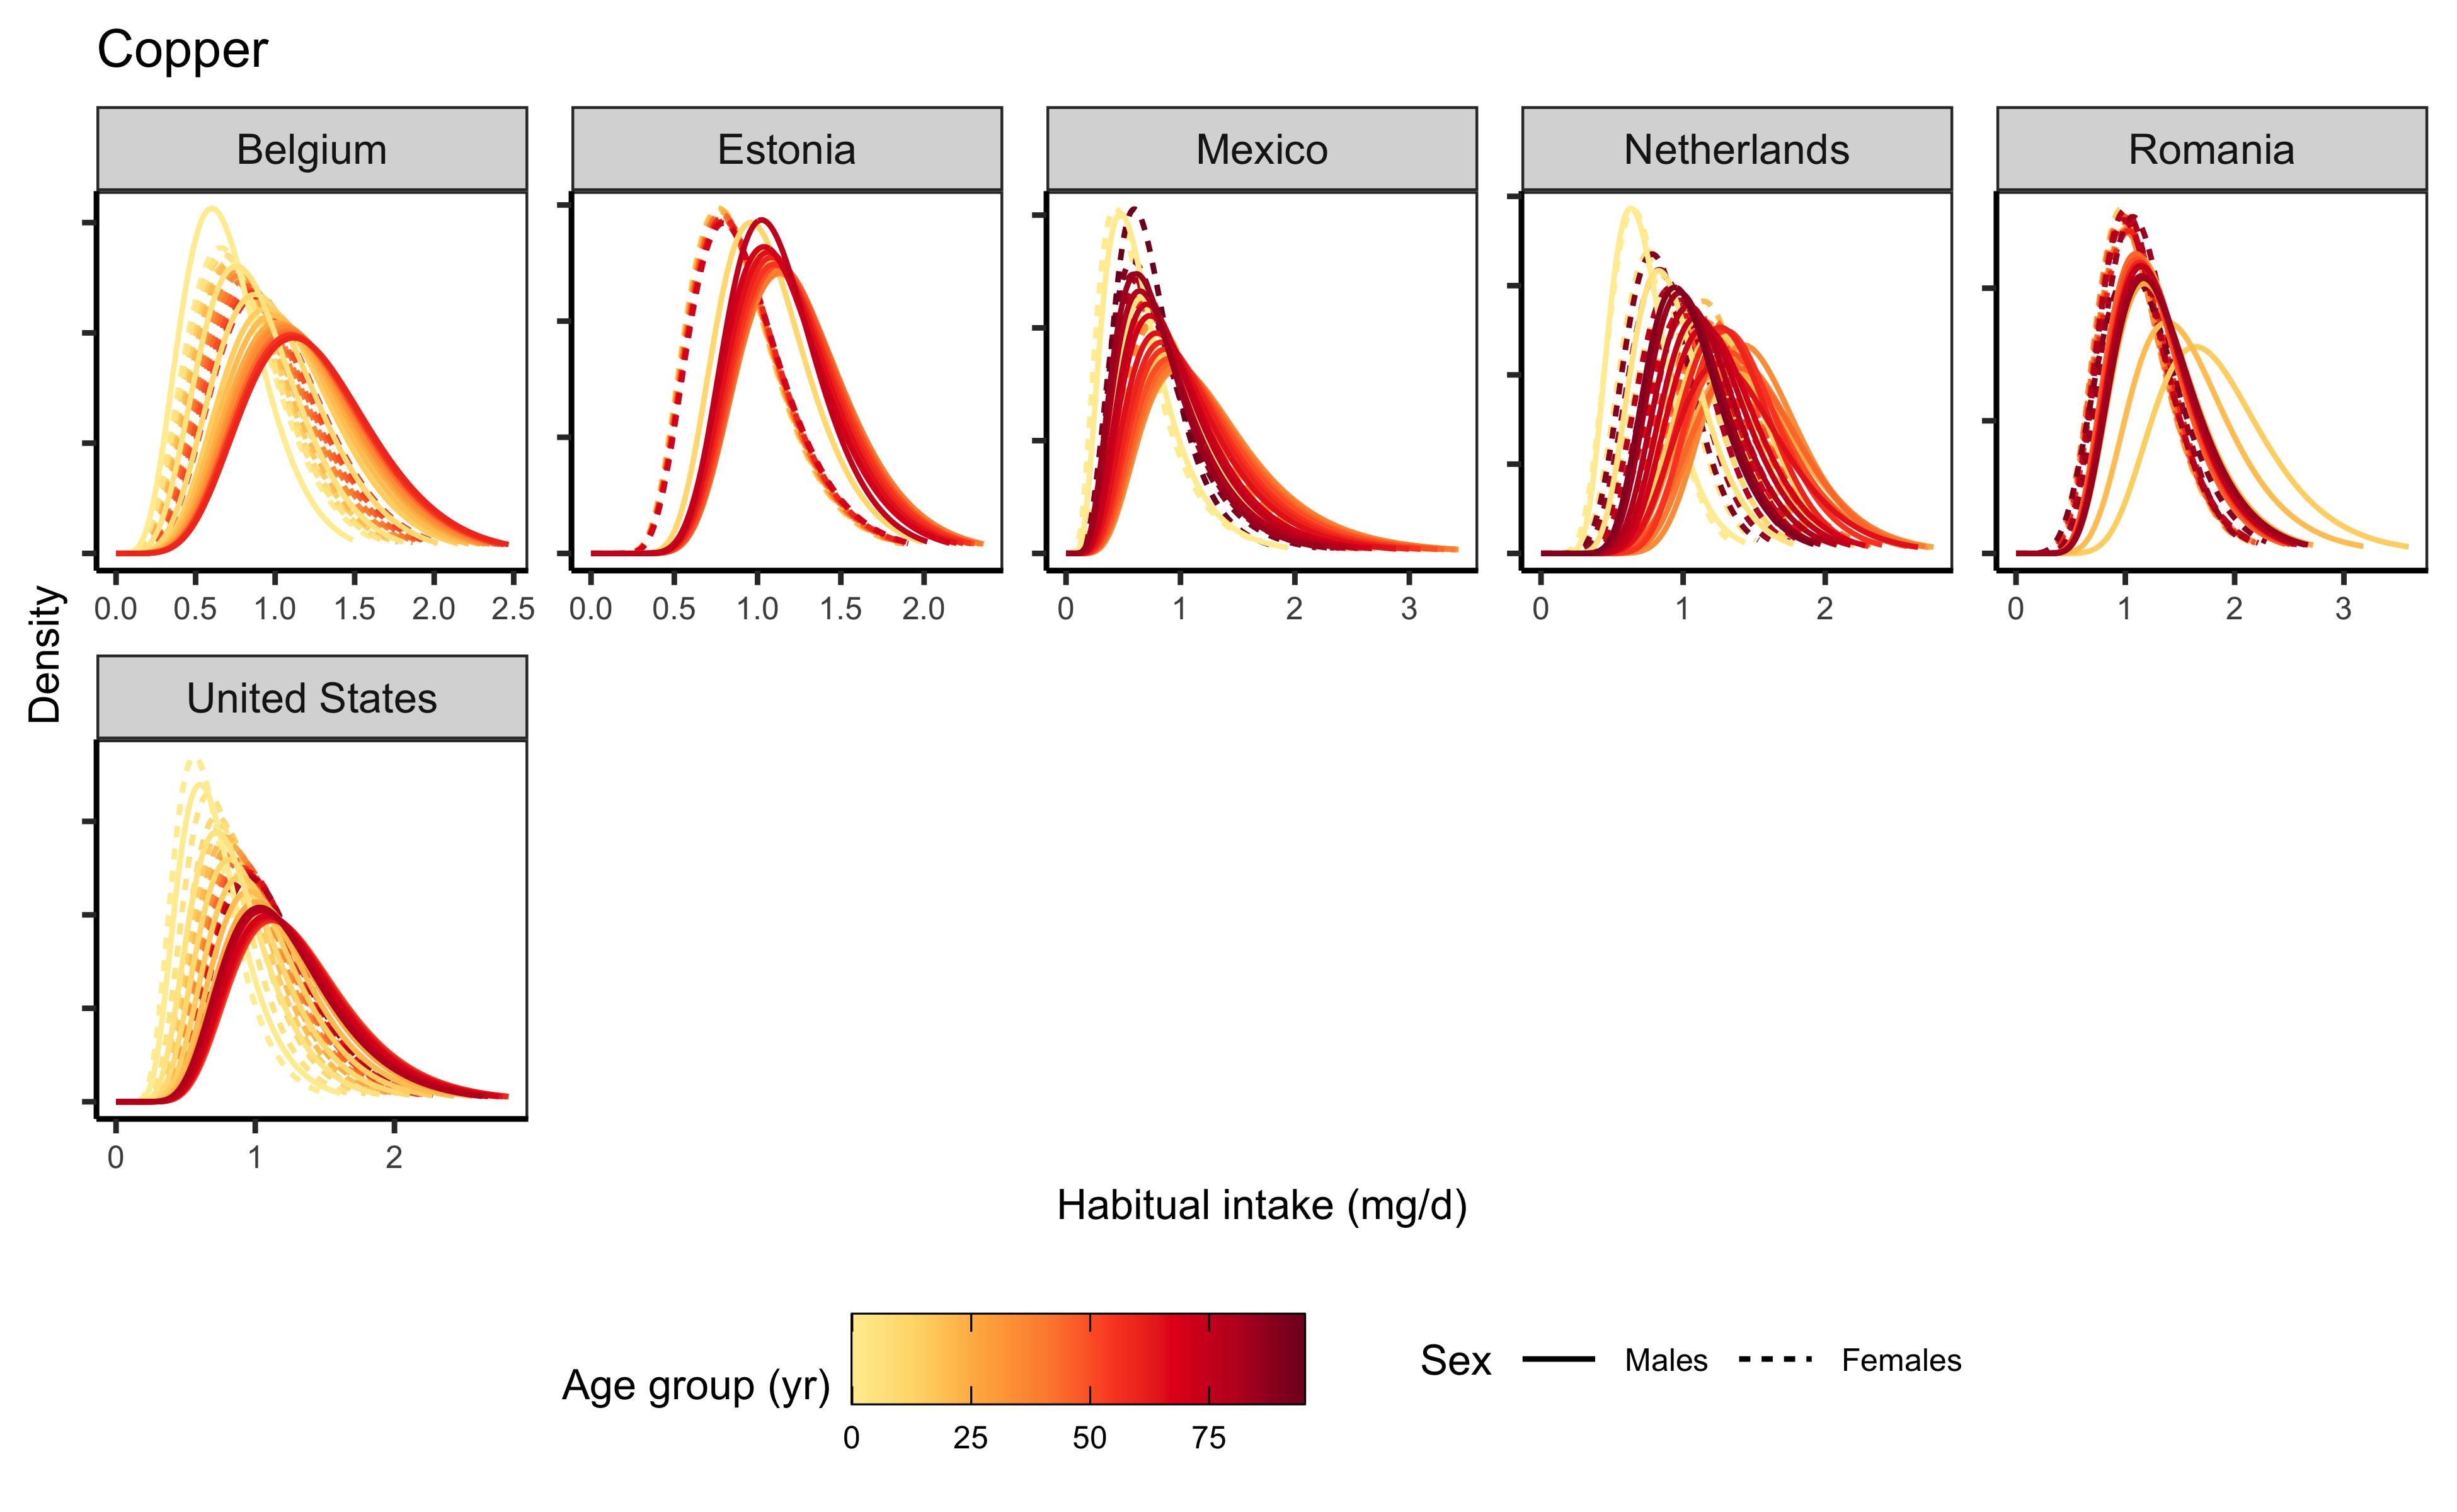 Copper
Belgium
Estonia
Mexico
Netherlands
Romania
0.0 0.5 1.0 1.5 2.0 2.5
0.0 0.5 1.0 1.5 2.0
0 1 2 3
0 1 2
0 1 2 3
Density
United States
0 1 2
Habitual intake (mg/d)
Age group (yr)
0 25 50 75
Sex
Males
Females